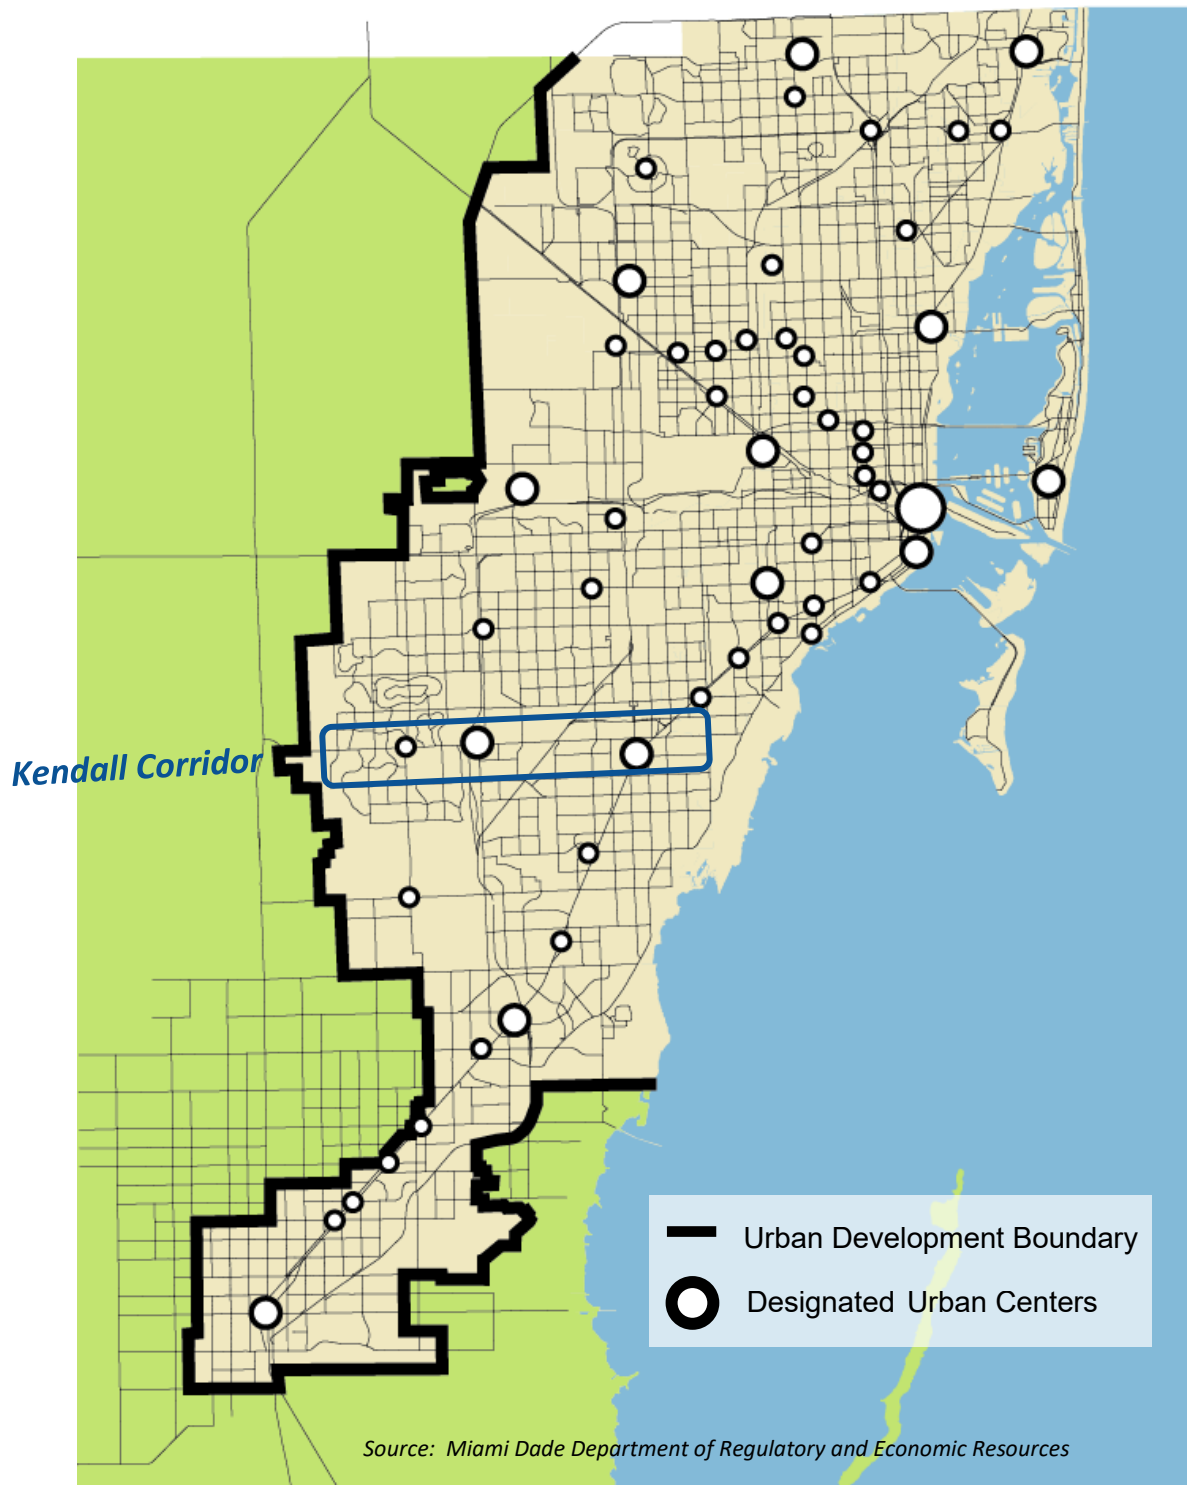 Kendall Corridor
Urban Development Boundary
Designated Urban Centers
Source: Miami Dade Department of Regulatory and Economic Resources